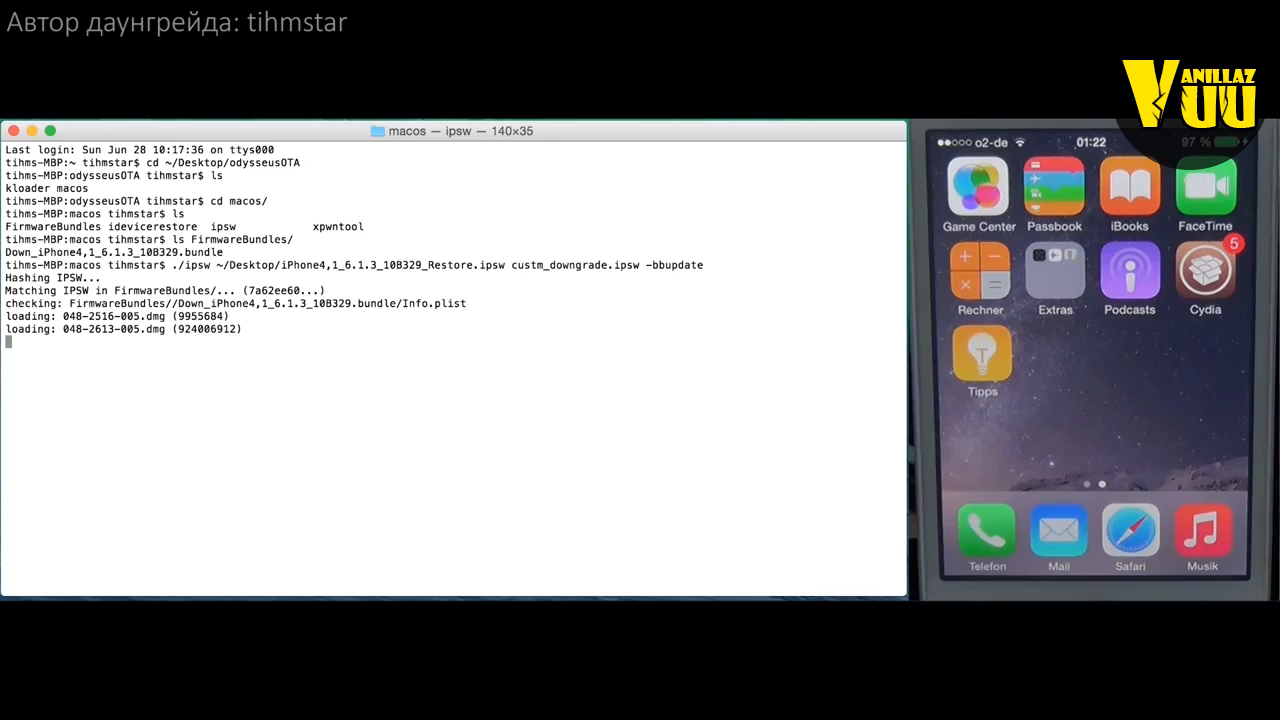 Автор даунгрейда: tihmstar
VANILLAZ
VUU
macos — ipsw — 140×35
Last login: Sun Jun 28 10:17:36 on ttys000
tihms-MBP:~ tihmstar$ cd ~/Desktop/odysseusOTA
tihms-MBP:odysseusOTA tihmstar$ ls
kloader macos
tihms-MBP:odysseusOTA tihmstar$ cd macos/
tihms-MBP:macos tihmstar$ ls
FirmwareBundles idevicerestore ipsw xpwntool
tihms-MBP:macos tihmstar$ ls FirmwareBundles/
Down_iPhone4,1_6.1.3_10B329.bundle
tihms-MBP:macos tihmstar$ ./ipsw ~/Desktop/iPhone4,1_6.1.3_10B329_Restore.ipsw custm_downgrade.ipsw -bbupdate
Hashing IPSW...
Matching IPSW in FirmwareBundles/... (7a62ee60...)
checking: FirmwareBundles//Down_iPhone4,1_6.1.3_10B329.bundle/Info.plist
loading: 048-2516-005.dmg (9955684)
loading: 048-2613-005.dmg (924006912)
o2-de 01:22 97 %
Game Center Passbook iBooks FaceTime
5
Rechner Extras Podcasts Cydia
T
Tipps
Telefon Mail Safari Musik